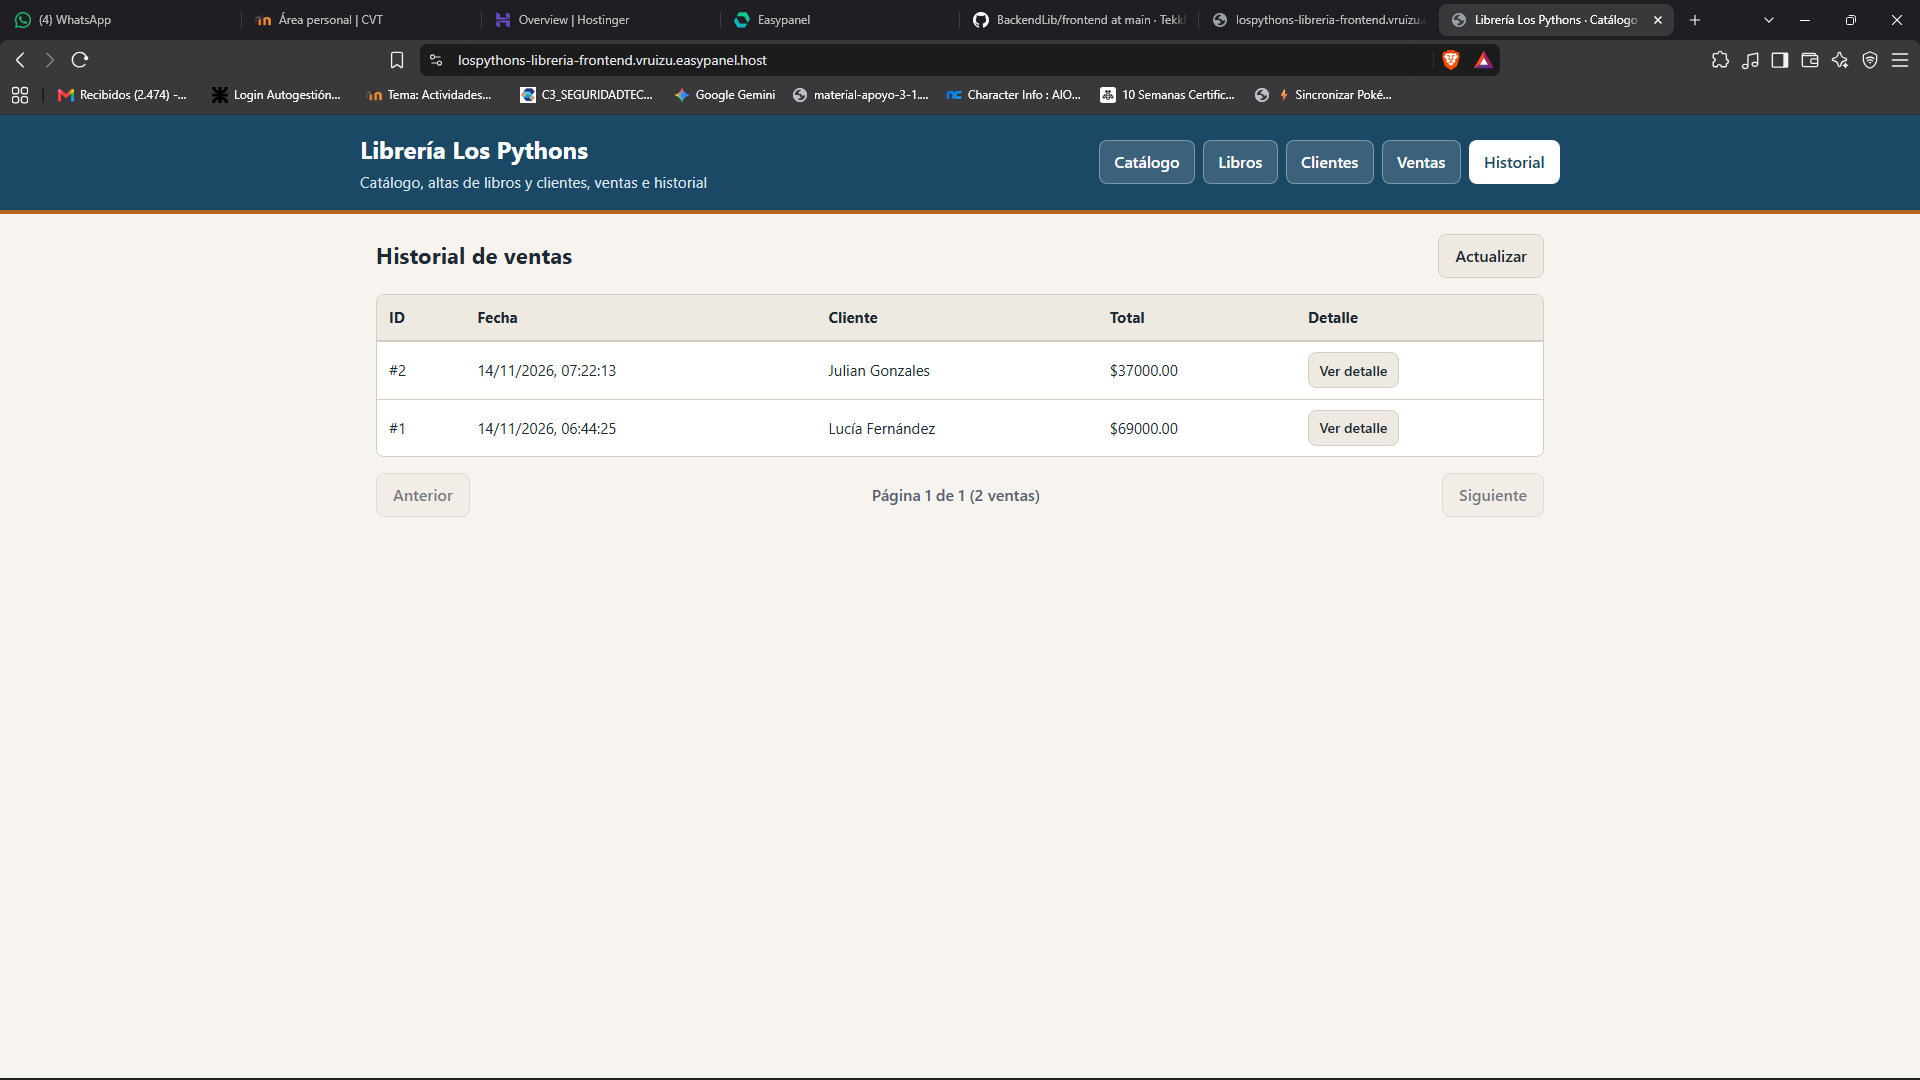 (4) WhatsApp
Área personal | CVT
Overview | Hostinger
Easypanel
BackendLib/frontend at main · Tekk
lospythons-libreria-frontend.vruizu.e
Librería Los Pythons · Catálogo
lospythons-libreria-frontend.vruizu.easypanel.host
Recibidos (2.474) -...
Login Autogestión...
Tema: Actividades...
C3_SEGURIDADTEC...
Google Gemini
material-apoyo-3-1....
Character Info : AIO...
10 Semanas Certific...
Sincronizar Poké...
Librería Los Pythons
Catálogo, altas de libros y clientes, ventas e historial
Catálogo
Libros
Clientes
Ventas
Historial
Historial de ventas
Actualizar
ID Fecha Cliente Total Detalle
#2 14/11/2026, 07:22:13 Julian Gonzales $37000.00 Ver detalle
#1 14/11/2026, 06:44:25 Lucía Fernández $69000.00 Ver detalle
Anterior
Página 1 de 1 (2 ventas)
Siguiente